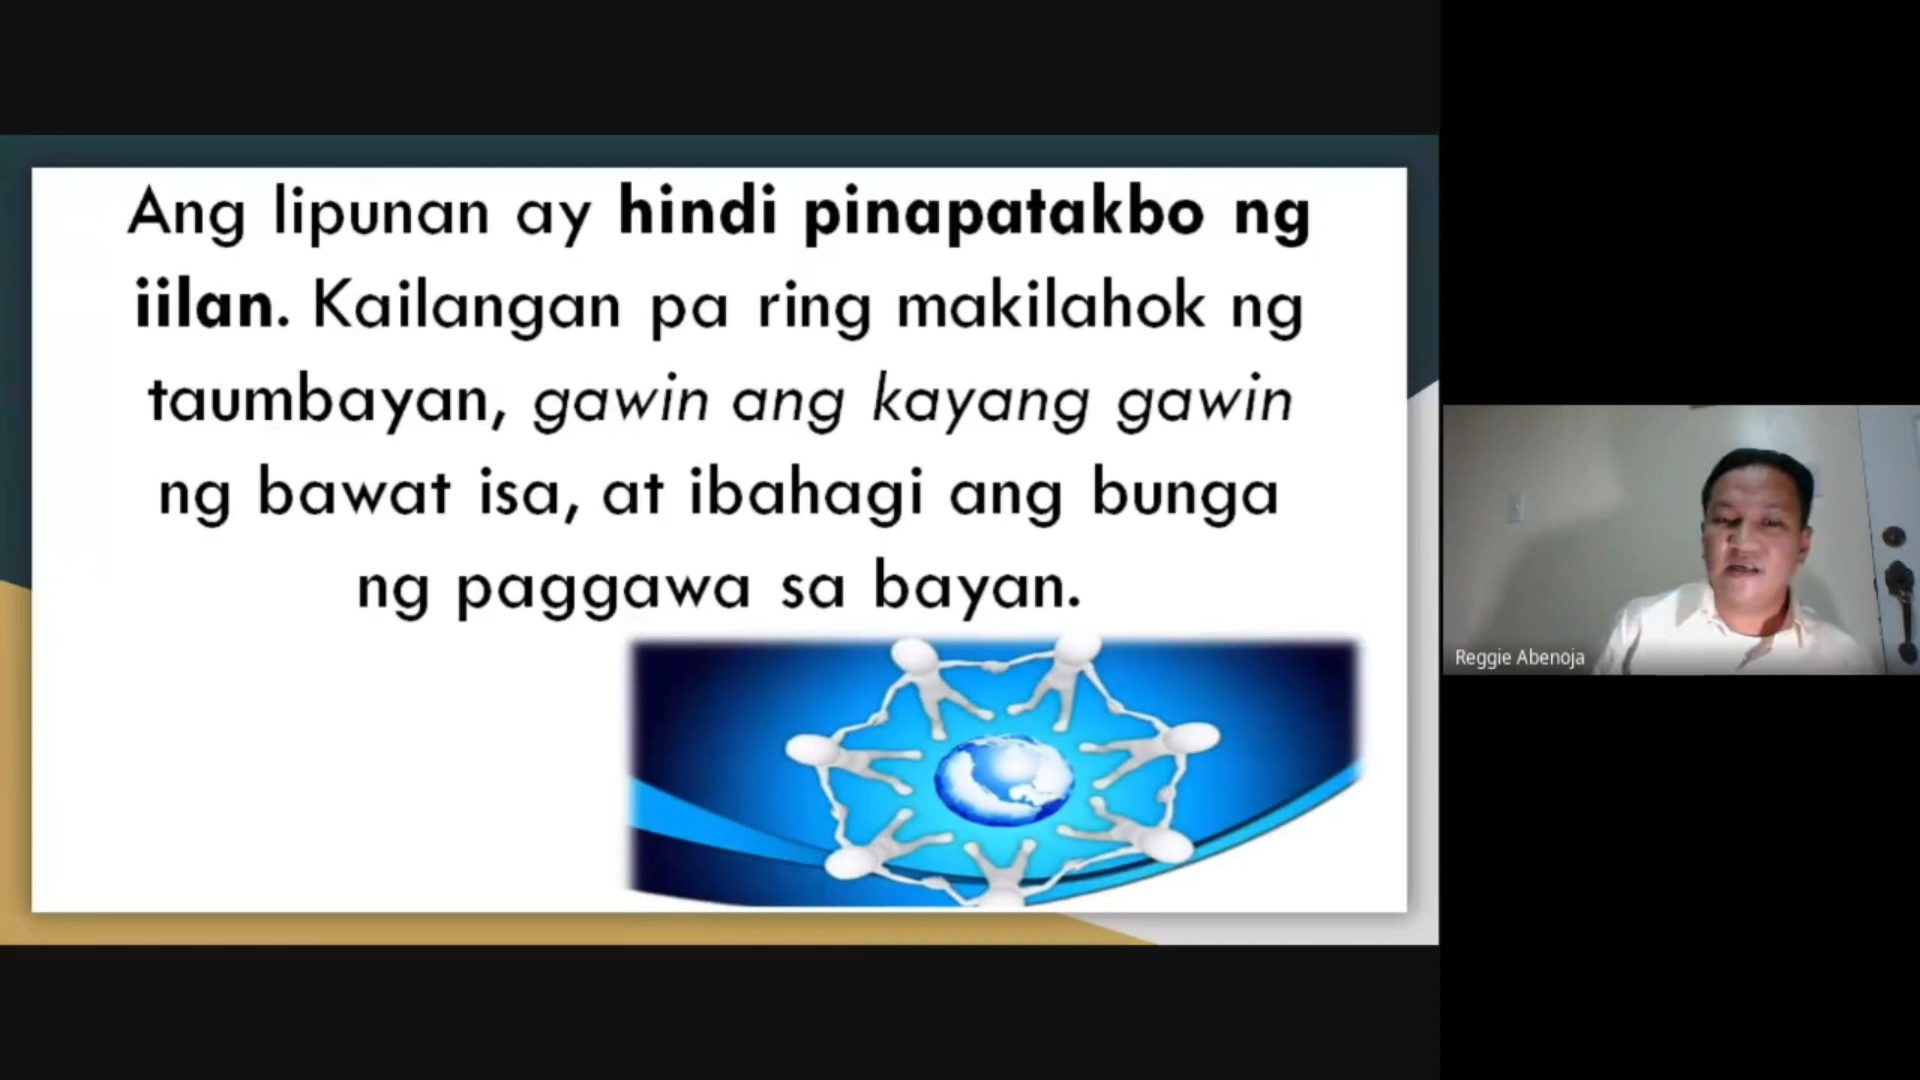 Ang lipunan ay hindi pinapatakbo ng
iilan. Kailangan pa ring makilahok ng
taumbayan, gawin ang kayang gawin
ng bawat isa, at ibahagi ang bunga
ng paggawa sa bayan.
Reggie Abenoja